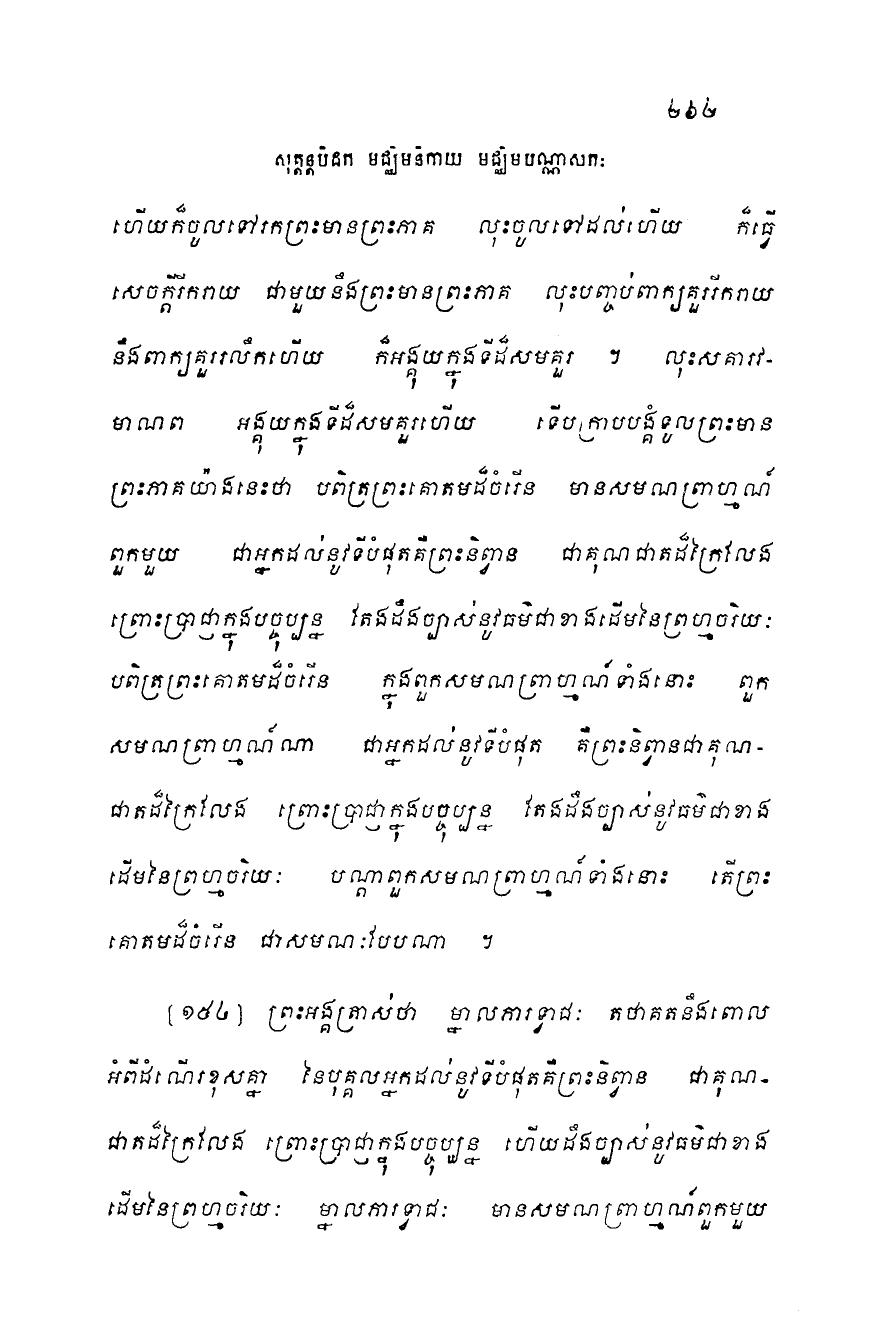 ២៦២
សុត្តន្តបិដក មជ្ឈិមនិកាយ មជ្ឈិមបណ្ណាសកៈ
ហើយក៏ចូលទៅរកព្រះមានព្រះភាគ លុះចូលទៅដល់ហើយ ក៏ធ្វើ
សេចក្តីរីករាយ ជាមួយនឹងព្រះមានព្រះភាគ លុះបញ្ចប់ពាក្យគួររីករាយ
នឹងពាក្យគួររលឹកហើយ ក៏អង្គុយក្នុងទីដ៏សមគួរ ។ លុះសគារវ-
មាណព អង្គុយក្នុងទីដ៏សមគួរហើយ ទើបក្រាបបង្គំទូលព្រះមាន
ព្រះភាគយ៉ាងនេះថា បពិត្រព្រះគោតមដ៏ចំរើន មានសមណព្រាហ្មណ៍
ពួកមួយ ជាអ្នកដល់នូវទីបំផុតគឺព្រះនិព្វាន ជាគុណជាតដ៏ក្រៃលែង
ព្រោះប្រាជ្ញាក្នុងបច្ចុប្បន្ន តែងដឹងច្បាស់នូវធម៌ជាខាងដើមនៃព្រហ្មចរិយៈ
បពិត្រព្រះគោតមដ៏ចំរើន ក្នុងពួកសមណព្រាហ្មណ៍ទាំងនោះ ពួក
សមណព្រាហ្មណ៍ណា ជាអ្នកដល់នូវទីបំផុត គឺព្រះនិព្វានជាគុណ-
ជាតដ៏ក្រៃលែង ព្រោះប្រាជ្ញាក្នុងបច្ចុប្បន្ន តែងដឹងច្បាស់នូវធម៌ជាខាង
ដើមនៃព្រហ្មចរិយៈ បណ្តាពួកសមណព្រាហ្មណ៍ទាំងនោះ តើព្រះ
គោតមដ៏ចំរើន ជាសមណៈបែបណា ។
[១៥៤] ព្រះអង្គត្រាស់ថា ម្នាលភារទ្វាជៈ តថាគតនឹងពោល
អំពីដំណើរខុសគ្នា នៃបុគ្គលអ្នកដល់នូវទីបំផុតគឺព្រះនិព្វាន ជាគុណ-
ជាតដ៏ក្រៃលែង ព្រោះប្រាជ្ញាក្នុងបច្ចុប្បន្ន ហើយដឹងច្បាស់នូវធម៌ជាខាង
ដើមនៃព្រហ្មចរិយៈ ម្នាលភារទ្វាជៈ មានសមណព្រាហ្មណ៍ពួកមួយ